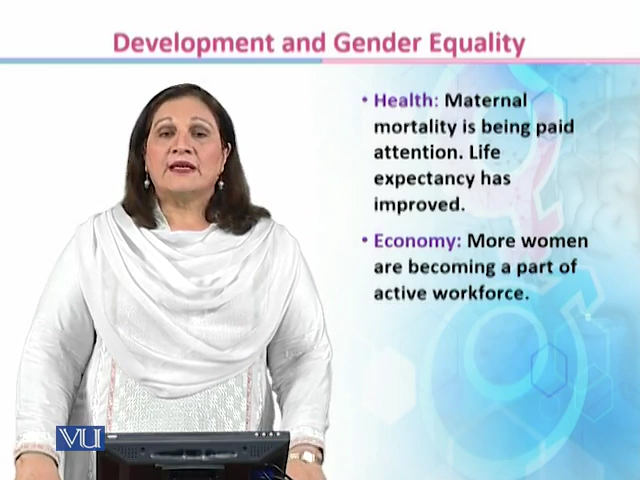 Development and Gender Equality
• Health: Maternal
mortality is being paid
attention. Life
expectancy has
improved.
• Economy: More women
are becoming a part of
active workforce.
VU